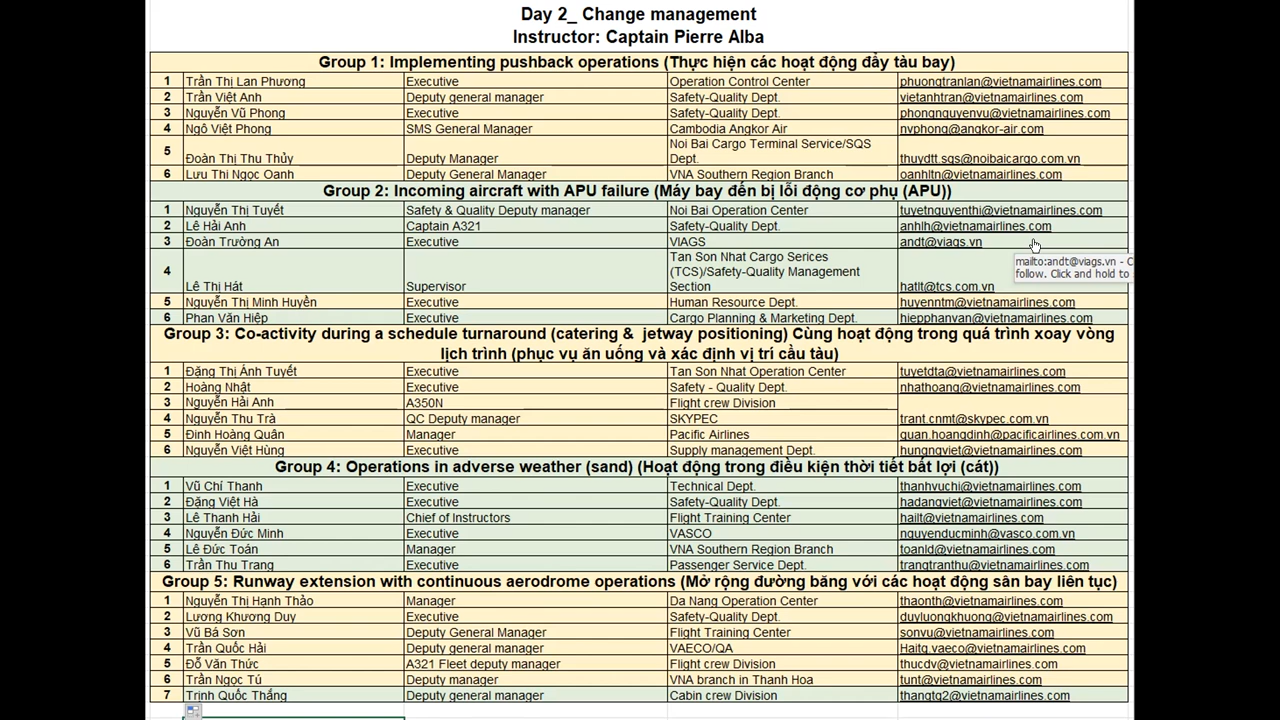 Day 2_ Change management
Instructor: Captain Pierre Alba
Group 1: Implementing pushback operations (Thực hiện các hoạt động đẩy tàu bay)
1 Trần Thị Lan Phương Executive Operation Control Center phuongtranlan@vietnamairlines.com
2 Trần Việt Anh Deputy general manager Safety-Quality Dept. vietanhtran@vietnamairlines.com
3 Nguyễn Vũ Phong Executive Safety-Quality Dept. phongnguyenvu@vietnamairlines.com
4 Ngô Việt Phong SMS General Manager Cambodia Angkor Air nvphong@angkor-air.com
5 Đoàn Thị Thu Thủy Deputy Manager Noi Bai Cargo Terminal Service/SQS
Dept. thuydtt.sqs@noibaicargo.com.vn
6 Lưu Thị Ngọc Oanh Deputy General Manager VNA Southern Region Branch oanhltn@vietnamairlines.com
Group 2: Incoming aircraft with APU failure (Máy bay đến bị lỗi động cơ phụ (APU))
1 Nguyễn Thị Tuyết Safety & Quality Deputy manager Noi Bai Operation Center tuyetnguyenthi@vietnamairlines.com
2 Lê Hải Anh Captain A321 Safety-Quality Dept. anhlh@vietnamairlines.com
3 Đoàn Trường An Executive VIAGS andt@viags.vn
mailto:andt@viags.vn - C
follow. Click and hold to
4 Lê Thị Hát Supervisor Tan Son Nhat Cargo Serices
(TCS)/Safety-Quality Management
Section hatlt@tcs.com.vn
5 Nguyễn Thị Minh Huyền Executive Human Resource Dept. huyenntm@vietnamairlines.com
6 Phan Văn Hiệp Executive Cargo Planning & Marketing Dept. hiepphanvan@vietnamairlines.com
Group 3: Co-activity during a schedule turnaround (catering & jetway positioning) Cùng hoạt động trong quá trình xoay vòng
lịch trình (phục vụ ăn uống và xác định vị trí cầu tàu)
1 Đặng Thị Ánh Tuyết Executive Tan Son Nhat Operation Center tuyetdta@vietnamairlines.com
2 Hoàng Nhật Executive Safety - Quality Dept. nhathoang@vietnamairlines.com
3 Nguyễn Hải Anh A350N Flight crew Division
4 Nguyễn Thu Trà QC Deputy manager SKYPEC trant.cnmt@skypec.com.vn
5 Đinh Hoàng Quân Manager Pacific Airlines quan.hoangdinh@pacificairlines.com.vn
6 Nguyễn Việt Hùng Executive Supply management Dept. hungngviet@vietnamairlines.com
Group 4: Operations in adverse weather (sand) (Hoạt động trong điều kiện thời tiết bất lợi (cát))
1 Vũ Chí Thanh Executive Technical Dept. thanhvuchi@vietnamairlines.com
2 Đặng Việt Hà Executive Safety-Quality Dept. hadangviet@vietnamairlines.com
3 Lê Thanh Hải Chief of Instructors Flight Training Center hailt@vietnamairlines.com
4 Nguyễn Đức Minh Executive VASCO nguyenducminh@vasco.com.vn
5 Lê Đức Toán Manager VNA Southern Region Branch toanld@vietnamairlines.com
6 Trần Thu Trang Executive Passenger Service Dept. trangtranthu@vietnamairlines.com
Group 5: Runway extension with continuous aerodrome operations (Mở rộng đường băng với các hoạt động sân bay liên tục)
1 Nguyễn Thị Hạnh Thảo Manager Da Nang Operation Center thaonth@vietnamairlines.com
2 Lương Khương Duy Executive Safety-Quality Dept. duyluongkhuong@vietnamairlines.com
3 Vũ Bá Sơn Deputy General Manager Flight Training Center sonvu@vietnamairlines.com
4 Trần Quốc Hải Deputy general manager VAECO/QA Haitq.vaeco@vietnamairlines.com
5 Đỗ Văn Thức A321 Fleet deputy manager Flight crew Division thucdv@vietnamairlines.com
6 Trần Ngọc Tú Deputy manager VNA branch in Thanh Hoa tunt@vietnamairlines.com
7 Trịnh Quốc Thắng Deputy general manager Cabin crew Division thangtq2@vietnamairlines.com